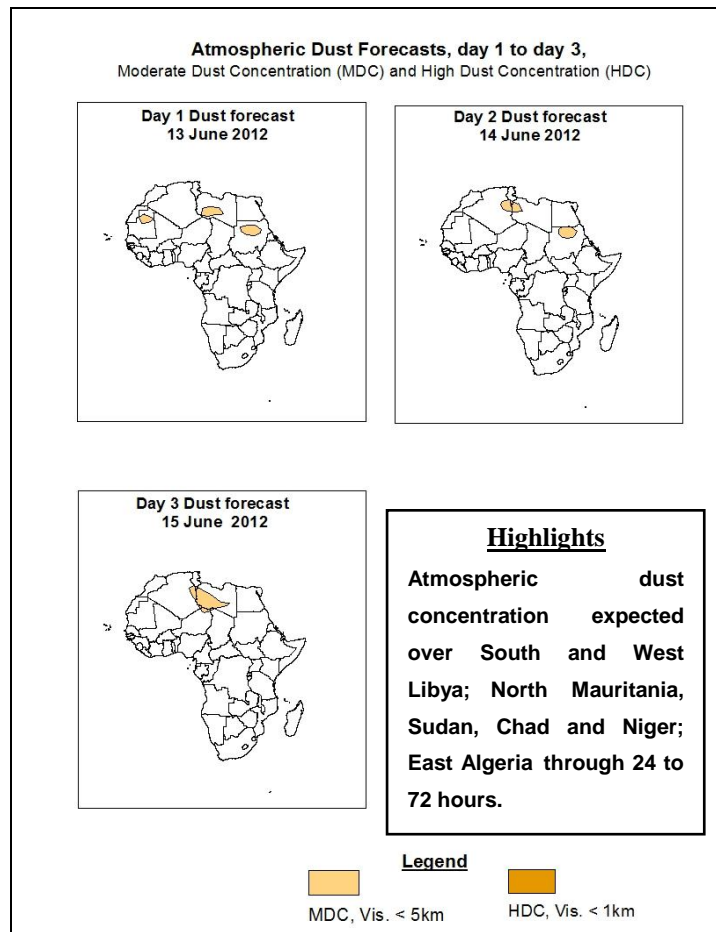 Atmospheric Dust Forecasts, day 1 to day 3,
Moderate Dust Concentration (MDC) and High Dust Concentration (HDC)
Day 1 Dust forecast
13 June 2012
Day 2 Dust forecast
14 June 2012
Day 3 Dust forecast
15 June 2012
Highlights
Atmospheric dust
concentration expected
over South and West
Libya; North Mauritania,
Sudan, Chad and Niger;
East Algeria through 24 to
72 hours.
Legend
MDC, Vis. < 5km
HDC, Vis. < 1km